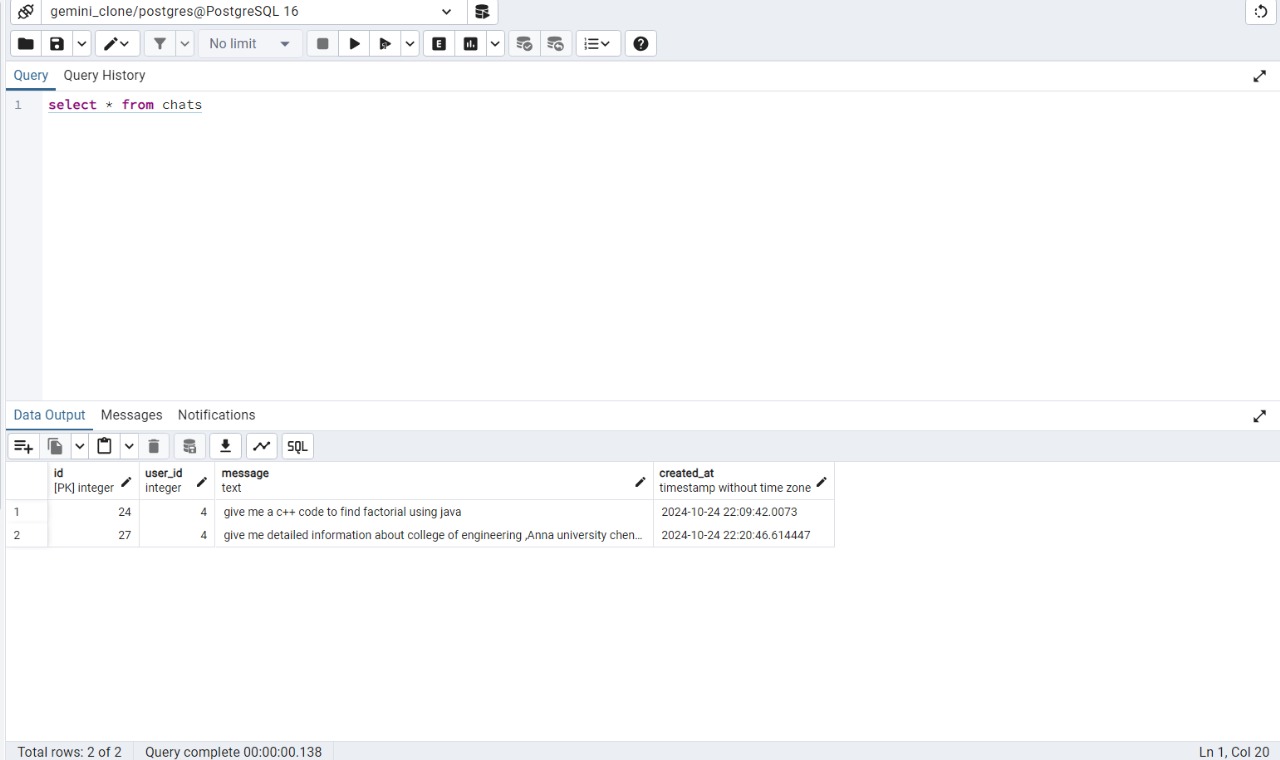 gemini_clone/postgres@PostgreSQL 16
No limit
E
Query Query History
1 select * from chats
Data Output Messages Notifications
SQL
id user_id message created_at
[PK] integer integer text timestamp without time zone
1 24 4 give me a c++ code to find factorial using java 2024-10-24 22:09:42.0073
2 27 4 give me detailed information about college of engineering ,Anna university chen... 2024-10-24 22:20:46.614447
Total rows: 2 of 2 Query complete 00:00:00.138 Ln 1, Col 20